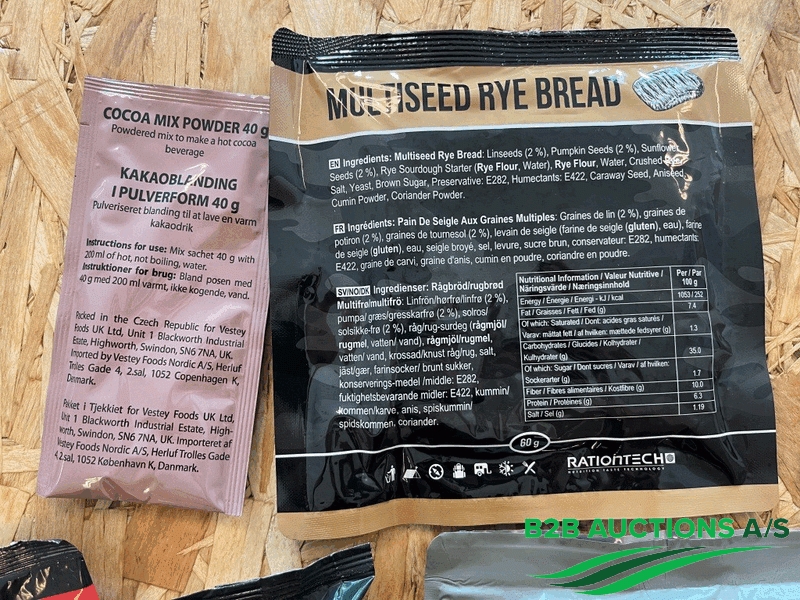 COCOA MIX POWDER 40 g
Powdered mix to make a hot cocoa
beverage
KAKAOBLANDING
I PULVERFORM 40 g
Pulveriseret blanding til at lave en varm
kakaodrik
Instructions for use: Mix sachet 40 g with
200 ml of hot, not boiling, water.
Instruktioner for brug: Bland posen med
40 g med 200 ml varmt, ikke kogende, vand.
Packed in the Czech Republic for Vestey
Foods UK Ltd, Unit 1 Blackworth Industrial
Estate, Highworth, Swindon, SN6 7NA, UK.
Imported by Vestey Foods Nordic A/S, Herluf
Trolles Gade 4, 2.sal, 1052 Copenhagen K,
Denmark.
Pakket i Tjekkiet for Vestey Foods UK Ltd,
Unit 1 Blackworth Industrial Estate, High-
worth, Swindon, SN6 7NA, UK. Importeret af
Vestey Foods Nordic A/S, Herluf Trolles Gade
4,2.sal, 1052 København K, Danmark.
MULTISEED RYE BREAD
EN Ingredients: Multiseed Rye Bread: Linseeds (2 %), Pumpkin Seeds (2 %), Sunflower
Seeds (2 %), Rye Sourdough Starter (Rye Flour, Water), Rye Flour, Water, Crushed Rye,
Salt, Yeast, Brown Sugar, Preservative: E282, Humectants: E422, Caraway Seed, Aniseed,
Cumin Powder, Coriander Powder.
FR Ingrédients: Pain De Seigle Aux Graines Multiples: Graines de lin (2 %), graines de
potiron (2 %), graines de tournesol (2 %), levain de seigle (farine de seigle (gluten), eau), farine
de seigle (gluten), eau, seigle broyé, sel, levure, sucre brun, conservateur: E282, humectants:
E422, graine de carvi, graine d'anis, cumin en poudre, coriandre en poudre.
SV/NO/DK Ingredienser: Rågbröd/rugbrød
Multifrø/multifrö: Linfrön/hørfrø/linfrø (2 %),
pumpa/ græs/gresskarfrø (2 %), solros/
solsikke-frø (2 %), råg/rug-surdeg (rågmjöl/
rugmel, vatten/ vand), rågmjöl/rugmel,
vatten/ vand, krossad/knust råg/rug, salt,
jäst/gær, farinsocker/ brunt sukker,
konserverings-medel /middel: E282,
fuktighetsbevarande midler: E422, kummin/
kommen/karve, anis, spiskummin/
spidskommen, coriander.
Nutritional Information / Valeur Nutritive / Per / Par
Näringsvärde / Næringsinnhold 100 g
Energy / Énergie / Energi - kJ / kcal 1053 / 252
Fat / Graisses / Fett / Fed (g) 7.4
Of which: Saturated / Dont: acides gras saturés /
Varav: mättat fett / af hvilken: mættede fedsyrer (g) 1.3
Carbohydrates / Glucides / Kolhydrater /
Kulhydrater (g) 35.0
Of which: Sugar / Dont sucres / Varav / af hvilken:
Sockerarter (g) 1.7
Fiber / Fibres alimentaires / Kostfibre (g) 10.0
Protein / Protéines (g) 6.3
Salt / Sel (g) 1.19
60 g
RATIONTECH
NUTRITION TASTE TECHNOLOGY
B2B AUCTIONS A/S